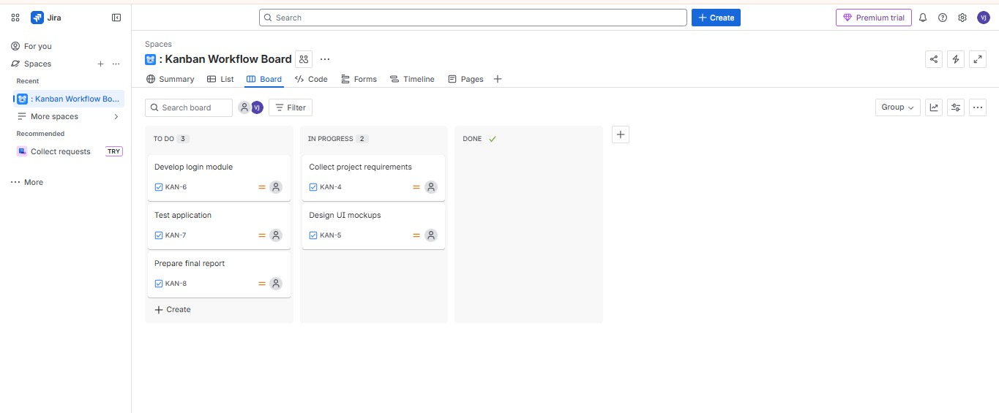 Jira
Search
Create
Premium trial
VJ
For you
Spaces
Recent
: Kanban Workflow Bo...
More spaces
Recommended
Collect requests
TRY
More
Spaces
: Kanban Workflow Board
Summary
List
Board
Code
Forms
Timeline
Pages
Search board
VJ
Filter
Group
TO DO 3
Develop login module
KAN-6
Test application
KAN-7
Prepare final report
KAN-8
Create
IN PROGRESS 2
Collect project requirements
KAN-4
Design UI mockups
KAN-5
DONE